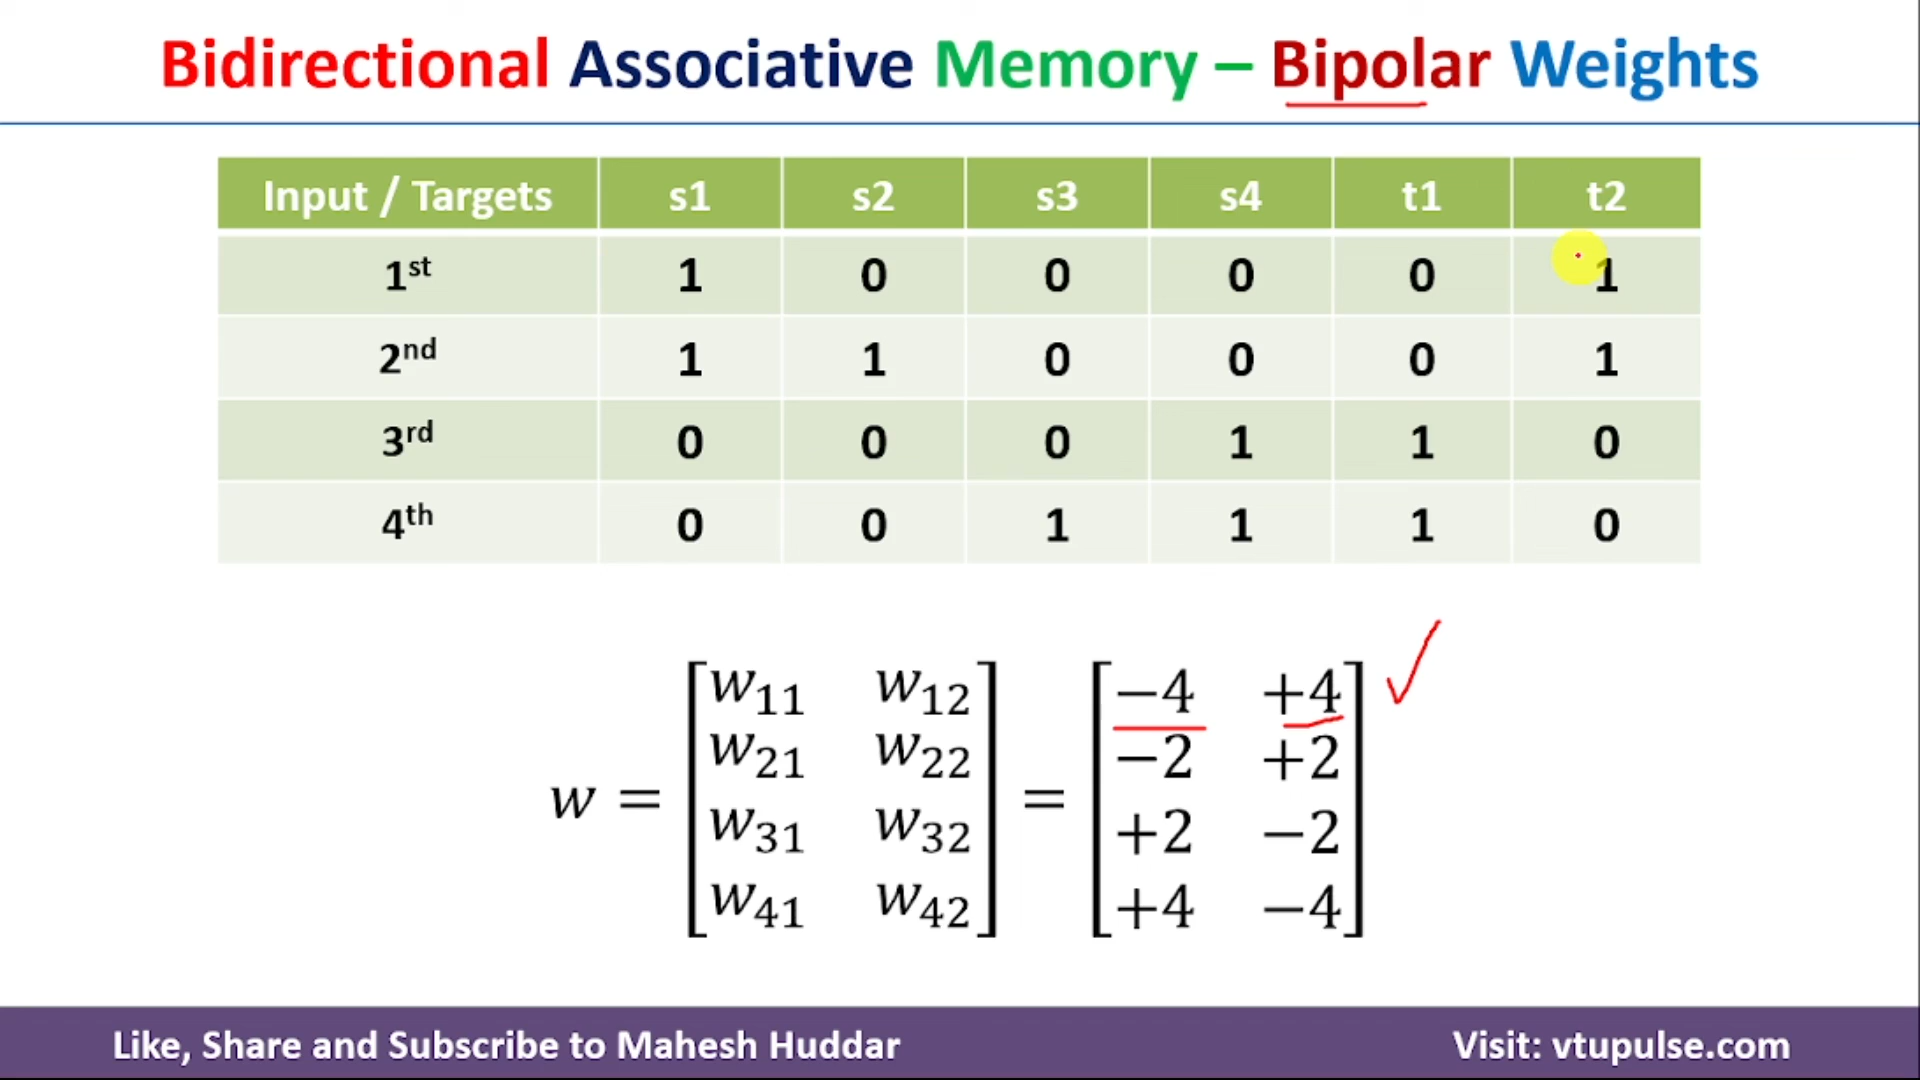 Bidirectional Associative Memory – Bipolar Weights
Input / Targets s1 s2 s3 s4 t1 t2
1st 1 0 0 0 0 1
2nd 1 1 0 0 0 1
3rd 0 0 0 1 1 0
4th 0 0 1 1 1 0
w = [w11 w12] = [−4 +4]
w21 w22 −2 +2
w31 w32 +2 −2
w41 w42 +4 −4
Like, Share and Subscribe to Mahesh Huddar Visit: vtupulse.com